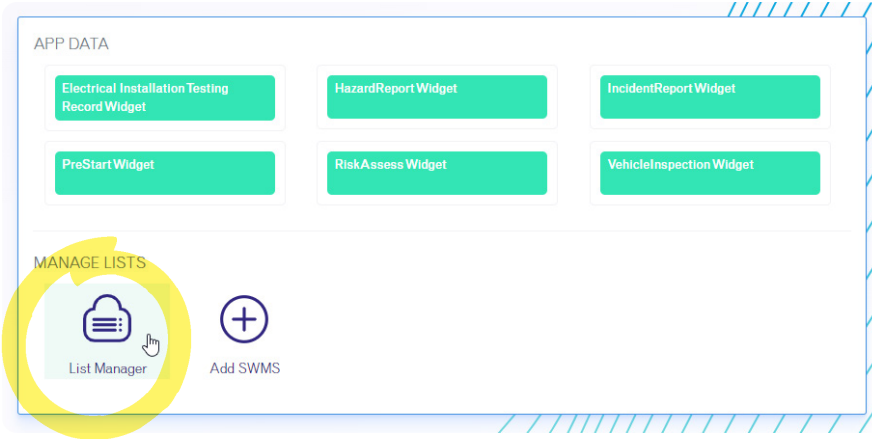 APP DATA
Electrical Installation Testing
Record Widget
HazardReport Widget
IncidentReport Widget
PreStart Widget
RiskAssess Widget
VehicleInspection Widget
MANAGE LISTS
List Manager
Add SWMS